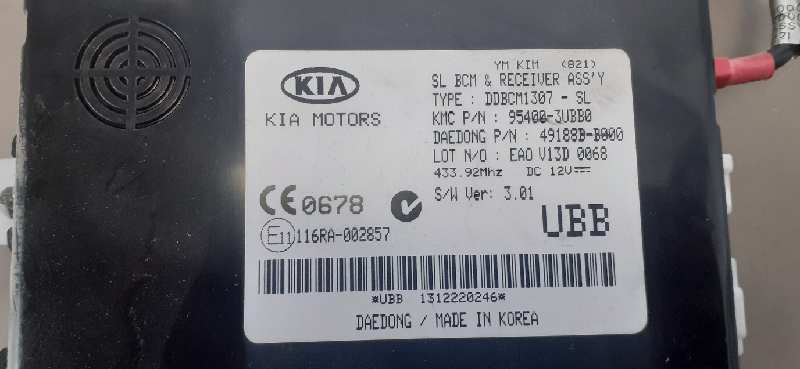 YM KIM (821)
SL BCM & RECEIVER ASS'Y
TYPE : DDBCM1307 - SL
KMC P/N : 95400-3UBB0
DAEDONG P/N : 49188B-B000
LOT N/O : EAO V13D 0068
433.92Mhz DC 12V
S/W Ver: 3.01
KIA
KIA MOTORS
CE 0678
E11 116RA-002857
UBB
*UBB 1312220246*
DAEDONG / MADE IN KOREA